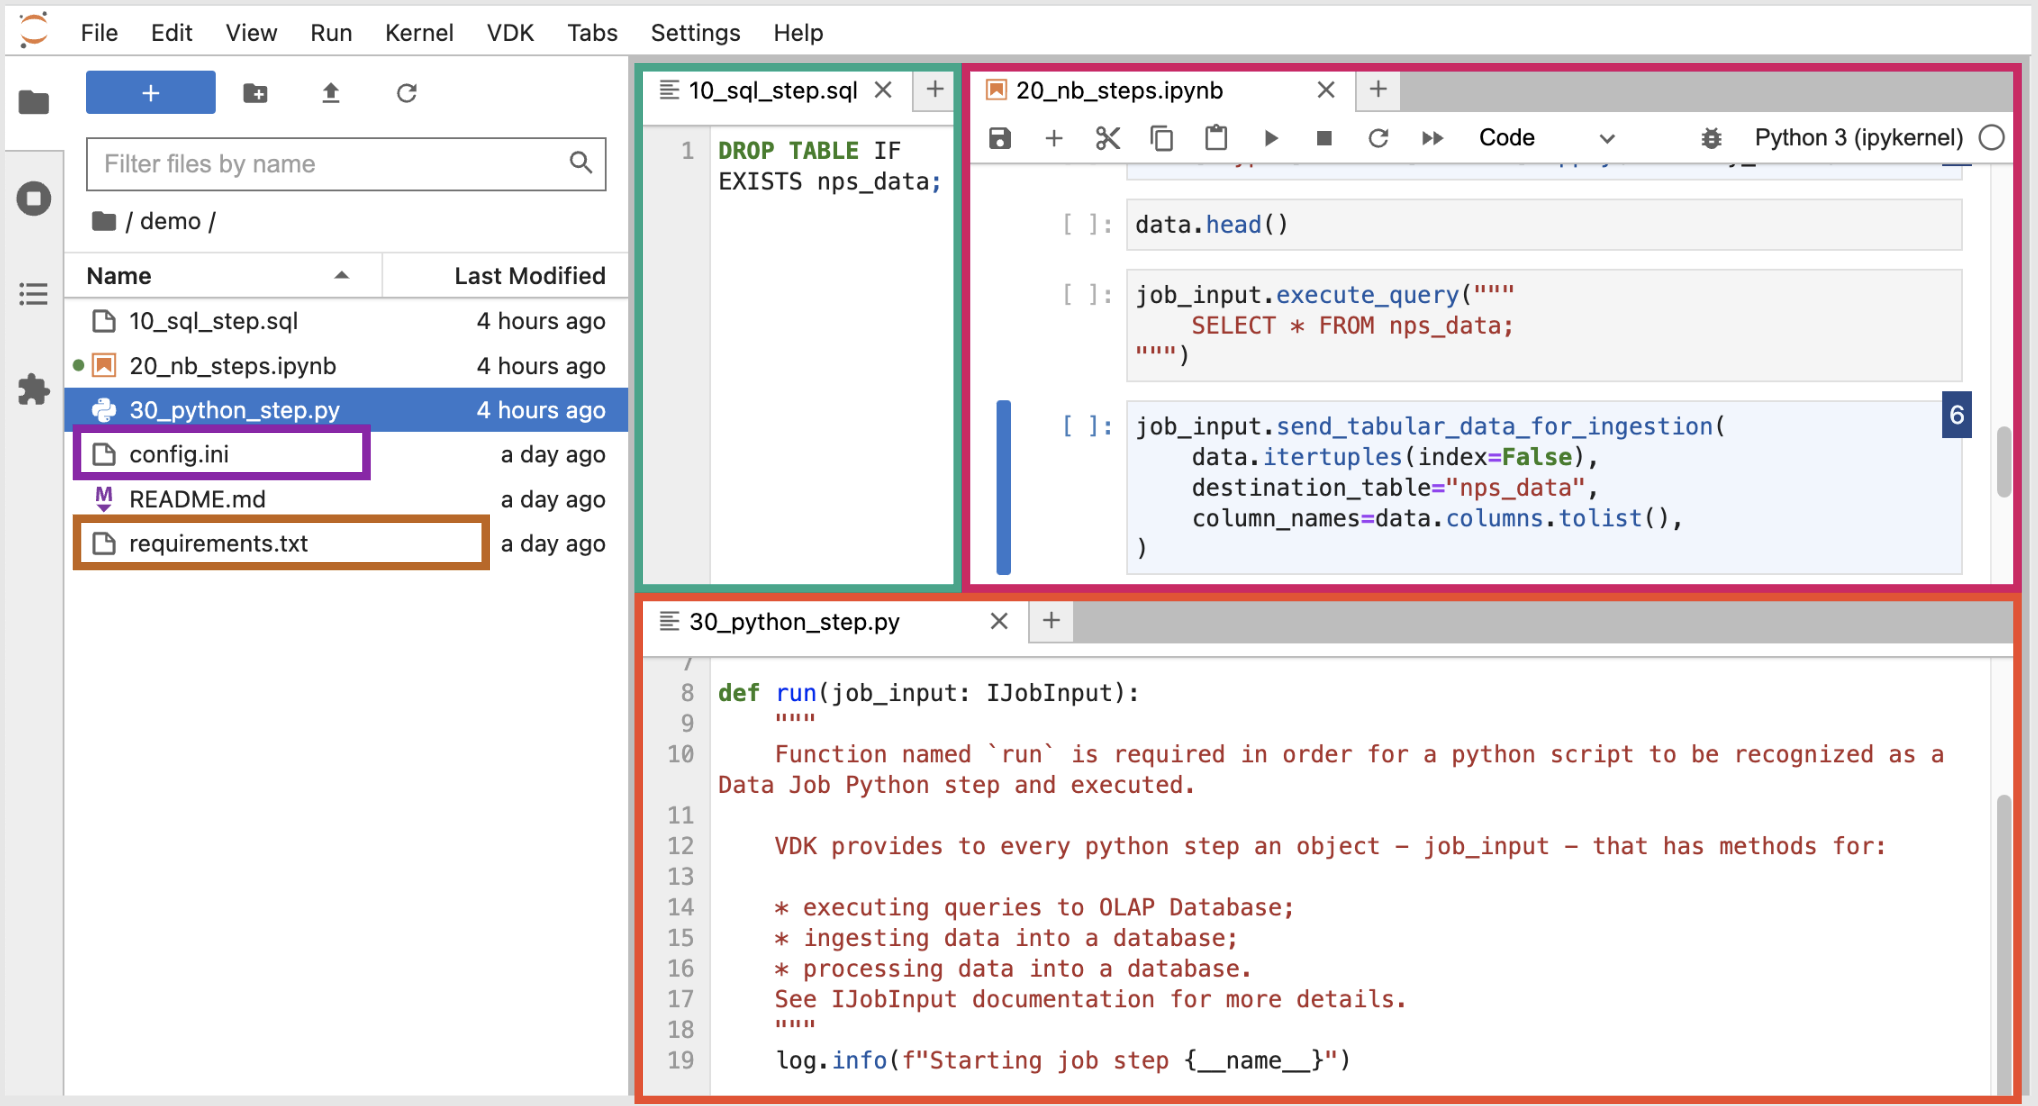 File Edit View Run Kernel VDK Tabs Settings Help
+
Filter files by name
/ demo /
Name Last Modified
10_sql_step.sql 4 hours ago
20_nb_steps.ipynb 4 hours ago
30_python_step.py 4 hours ago
config.ini a day ago
M README.md a day ago
requirements.txt a day ago
10_sql_step.sql × +
1 DROP TABLE IF
EXISTS nps_data;
20_nb_steps.ipynb × +
Code Python 3 (ipykernel)
[ ]: data.head()
[ ]: job_input.execute_query("""
SELECT * FROM nps_data;
""")
6
[ ]: job_input.send_tabular_data_for_ingestion(
data.itertuples(index=False),
destination_table="nps_data",
column_names=data.columns.tolist(),
)
30_python_step.py × +
7
8 def run(job_input: IJobInput):
9 """
10 Function named `run` is required in order for a python script to be recognized as a
Data Job Python step and executed.
11
12 VDK provides to every python step an object – job_input – that has methods for:
13
14 * executing queries to OLAP Database;
15 * ingesting data into a database;
16 * processing data into a database.
17 See IJobInput documentation for more details.
18 """
19 log.info(f"Starting job step {__name__}")